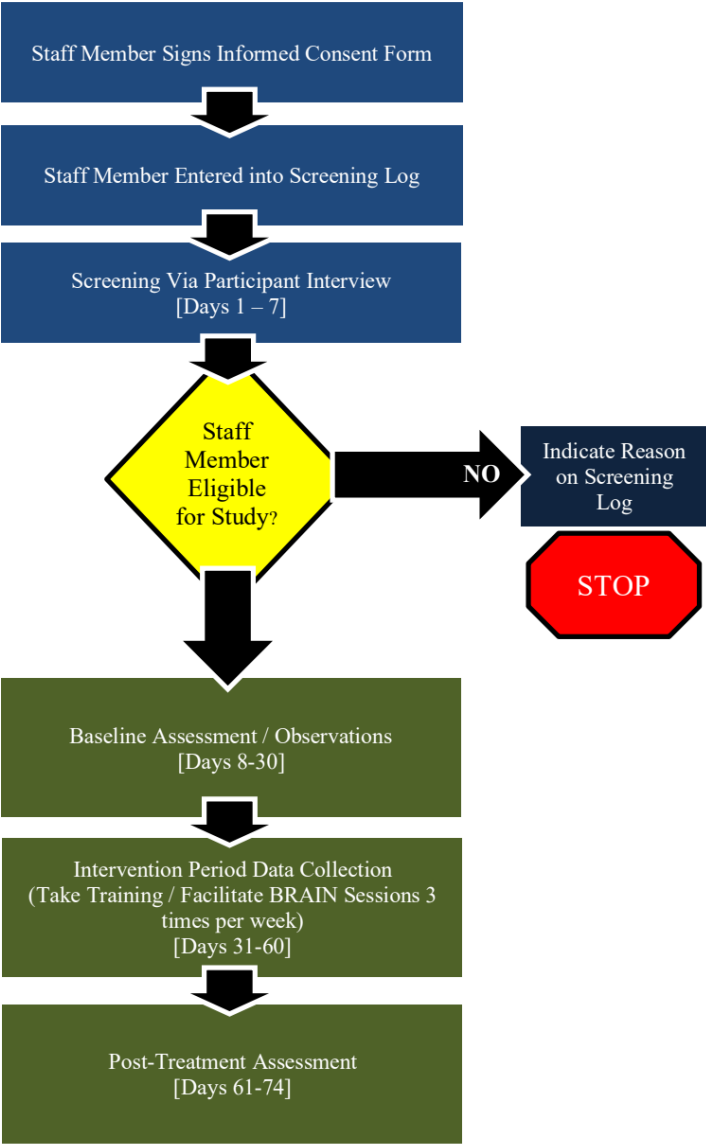 Staff Member Signs Informed Consent Form
Staff Member Entered into Screening Log
Screening Via Participant Interview
[Days 1 – 7]
Staff
Member
Eligible
for Study?
NO
Indicate Reason
on Screening
Log
STOP
Baseline Assessment / Observations
[Days 8-30]
Intervention Period Data Collection
(Take Training / Facilitate BRAIN Sessions 3
times per week)
[Days 31-60]
Post-Treatment Assessment
[Days 61-74]